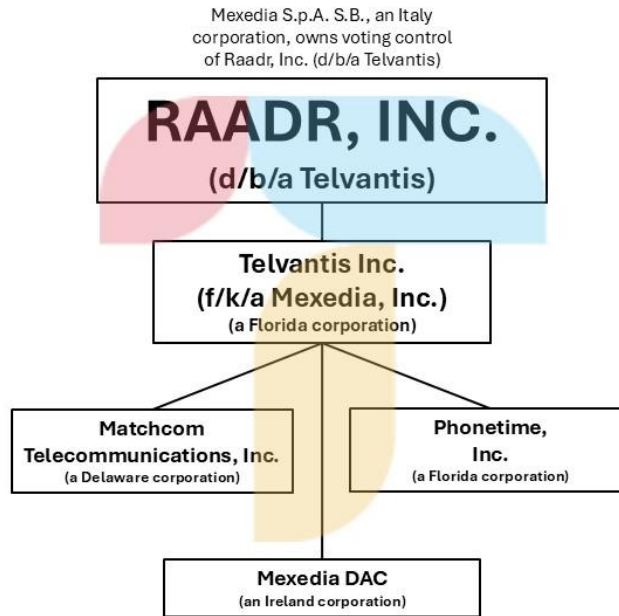 Mexedia S.p.A. S.B., an Italy
corporation, owns voting control
of Raadr, Inc. (d/b/a Telvantis)
RAADR, INC.
(d/b/a Telvantis)
Telvantis Inc.
(f/k/a Mexedia, Inc.)
(a Florida corporation)
Matchcom
Telecommunications, Inc.
(a Delaware corporation)
Phonetime,
Inc.
(a Florida corporation)
Mexedia DAC
(an Ireland corporation)